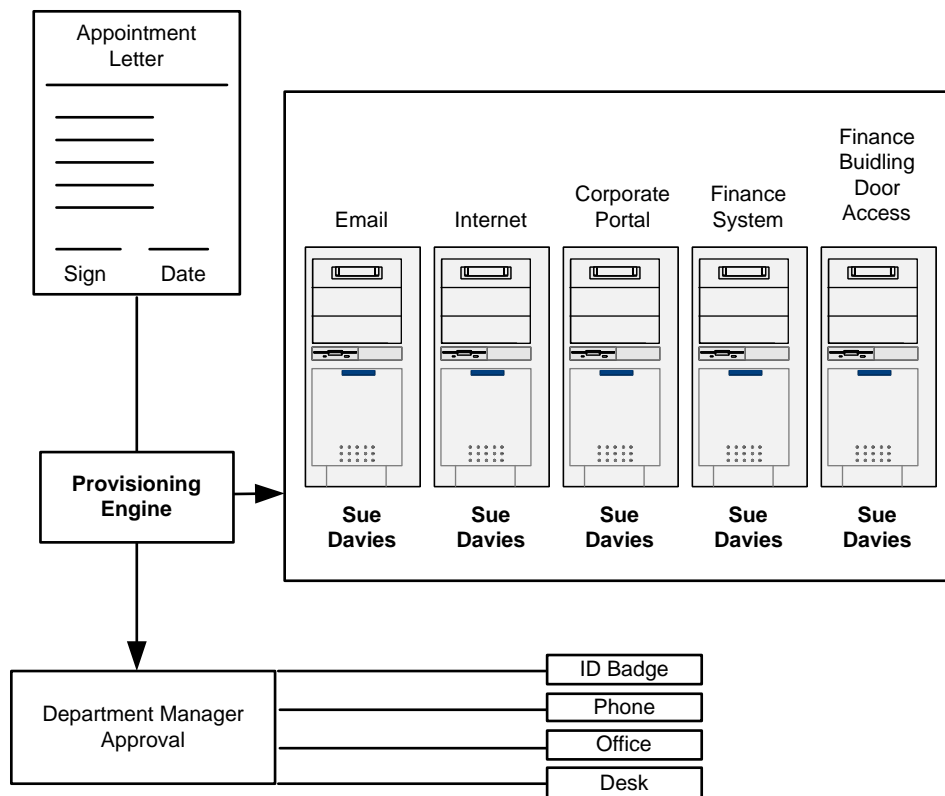 Appointment
Letter
Sign Date
Email
Internet
Corporate
Portal
Finance
System
Finance
Buidling
Door
Access
Sue
Davies
Sue
Davies
Sue
Davies
Sue
Davies
Sue
Davies
Provisioning
Engine
Department Manager
Approval
ID Badge
Phone
Office
Desk